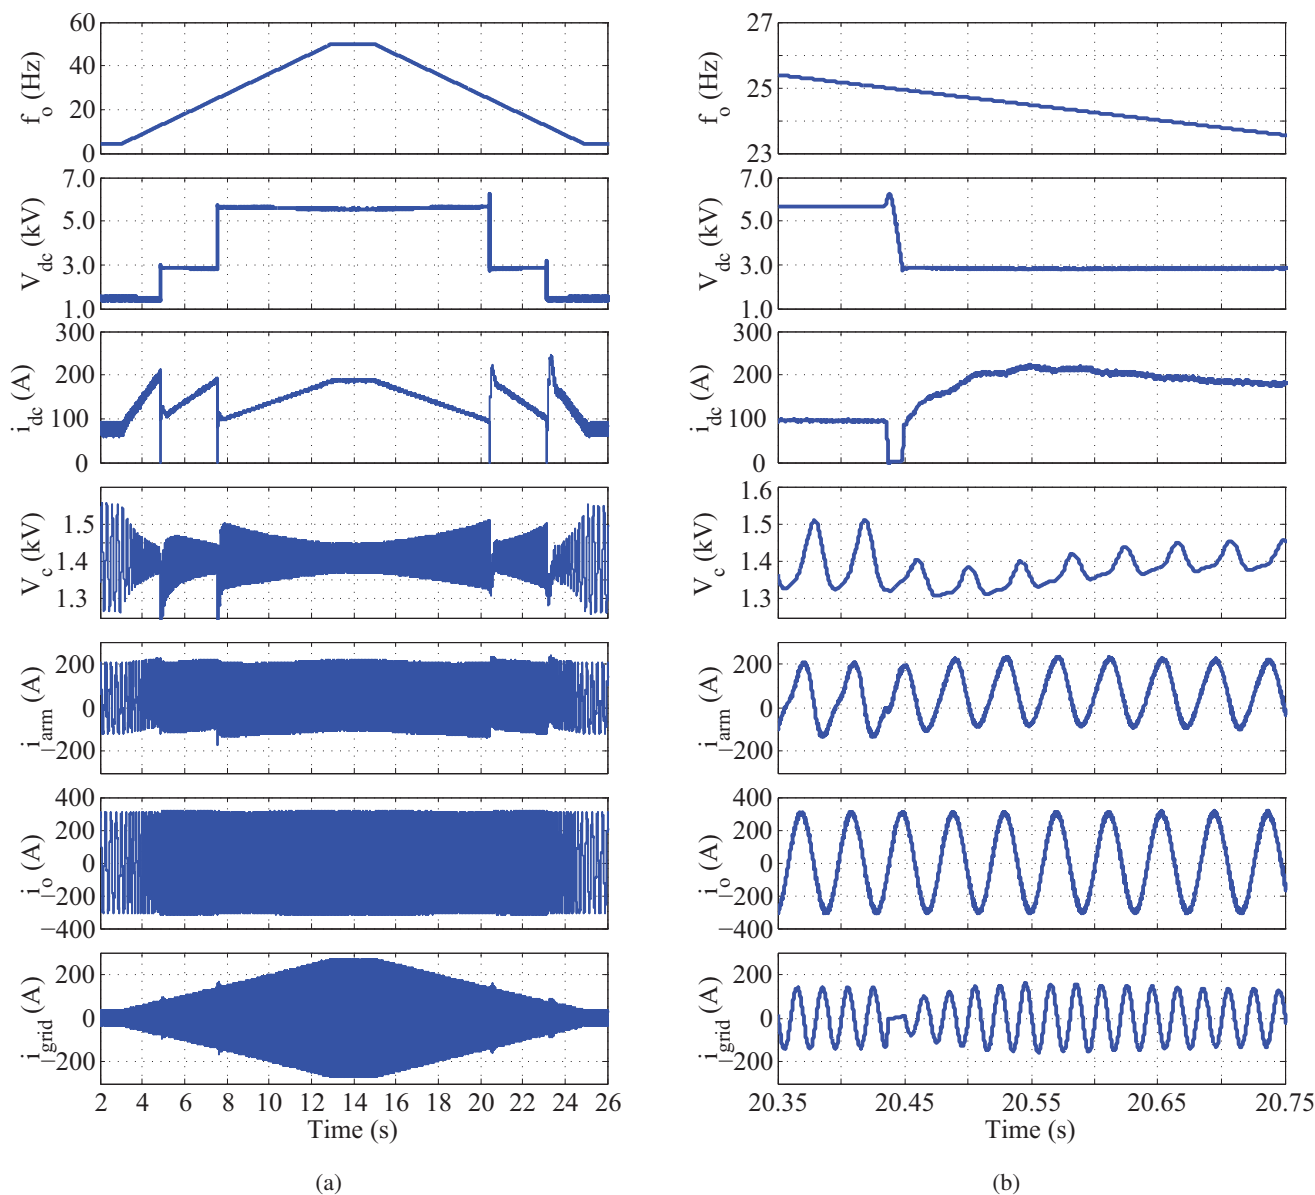 60
40
20
0
f_o (Hz)
7.0
5.0
3.0
1.0
V_dc (kV)
300
200
100
0
i_dc (A)
1.5
1.4
1.3
V_c (kV)
200
0
−200
i_arm (A)
400
200
0
−200
−400
i_o (A)
200
0
−200
i_grid (A)
2 4 6 8 10 12 14 16 18 20 22 24 26
Time (s)
(a)
27
25
23
f_o (Hz)
7.0
5.0
3.0
1.0
V_dc (kV)
300
200
100
0
i_dc (A)
1.6
1.5
1.4
1.3
V_c (kV)
200
0
−200
i_arm (A)
400
200
0
−200
−400
i_o (A)
200
0
−200
i_grid (A)
20.35 20.45 20.55 20.65 20.75
Time (s)
(b)